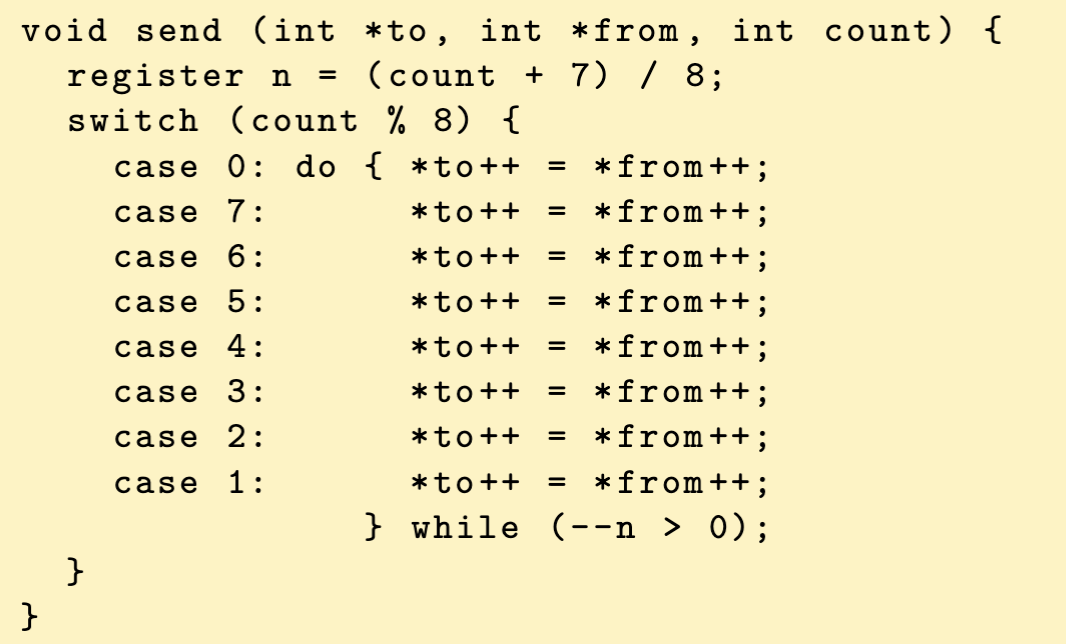 void send (int *to, int *from, int count) {
  register n = (count + 7) / 8;
  switch (count % 8) {
    case 0: do { *to++ = *from++;
    case 7:      *to++ = *from++;
    case 6:      *to++ = *from++;
    case 5:      *to++ = *from++;
    case 4:      *to++ = *from++;
    case 3:      *to++ = *from++;
    case 2:      *to++ = *from++;
    case 1:      *to++ = *from++;
               } while (--n > 0);
  }
}